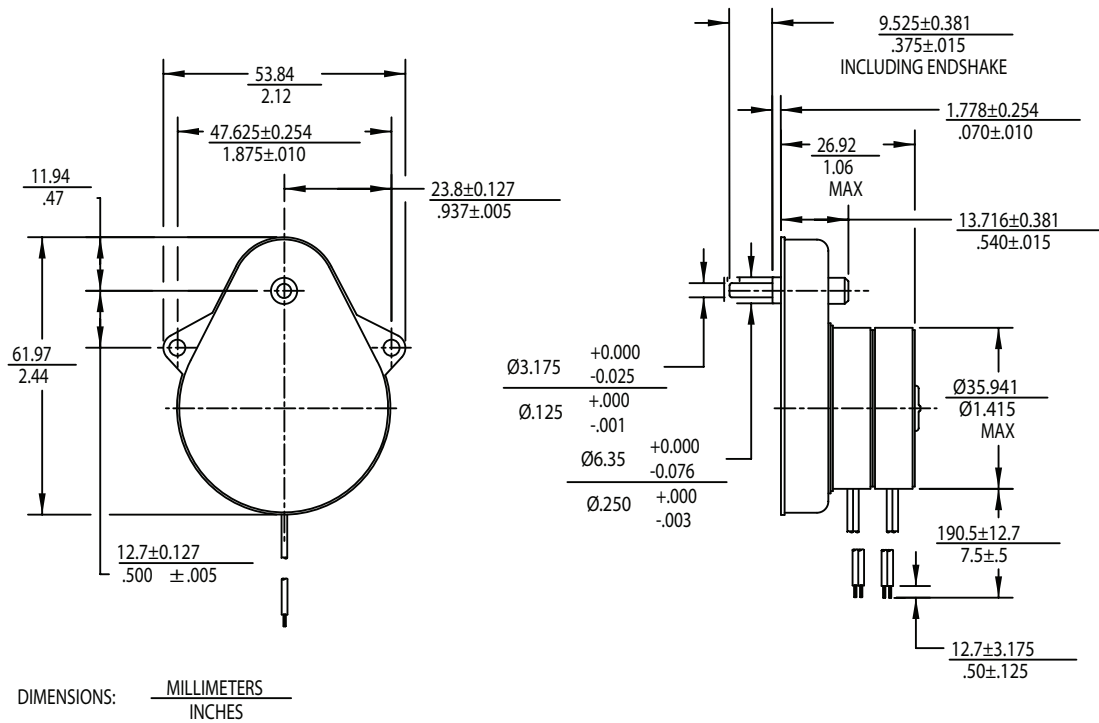 9.525±0.381
.375±.015
INCLUDING ENDSHAKE
53.84
2.12
1.778±0.254
.070±.010
47.625±0.254
1.875±.010
26.92
1.06
MAX
11.94
.47
23.8±0.127
.937±.005
13.716±0.381
.540±.015
61.97
2.44
Ø3.175 +0.000
-0.025
Ø.125 +.000
-.001
Ø35.941
Ø1.415
MAX
Ø6.35 +0.000
-0.076
Ø.250 +.000
-.003
12.7±0.127
.500 ±.005
190.5±12.7
7.5±.5
12.7±3.175
.50±.125
DIMENSIONS: MILLIMETERS
INCHES